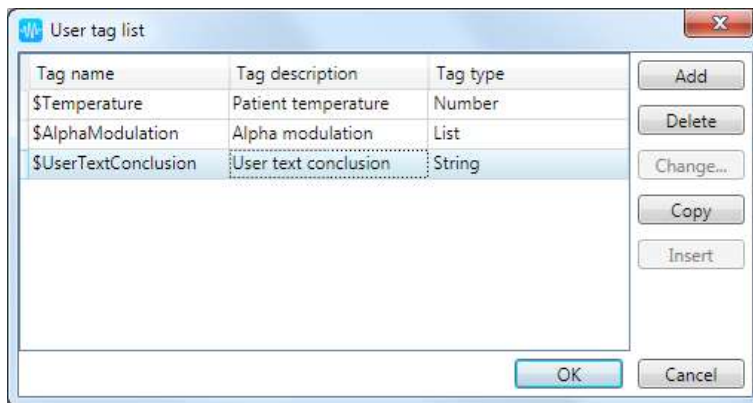 User tag list
Tag name Tag description Tag type
$Temperature Patient temperature Number
$AlphaModulation Alpha modulation List
$UserTextConclusion User text conclusion String
Add
Delete
Change...
Copy
Insert
OK Cancel